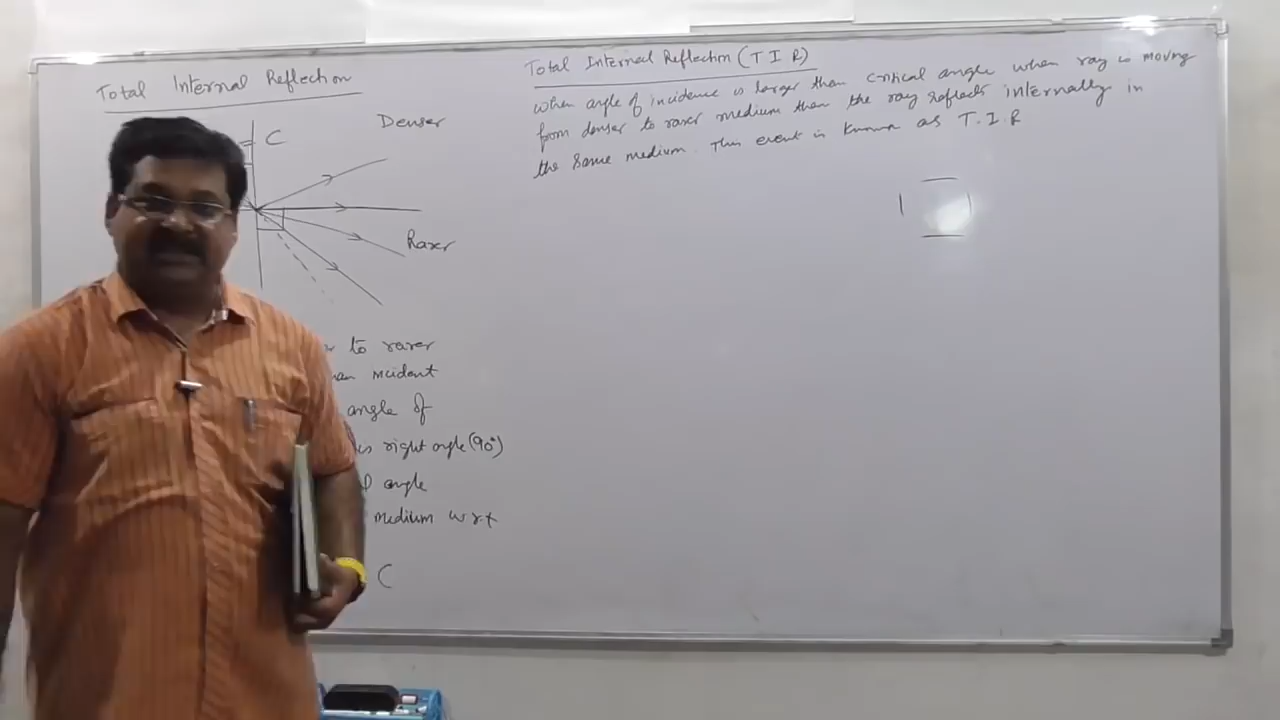 Total Internal Reflection
C
Denser
Raxer
to rarer
incident
angle of
is right angle (90°)
angle
medium w r t
C
Total Internal Reflection (T I R)
When angle of incidence is larger than critical angle when ray is moving
from denser to rarer medium than the ray reflects internally in
the same medium. This event is known as T.I.R